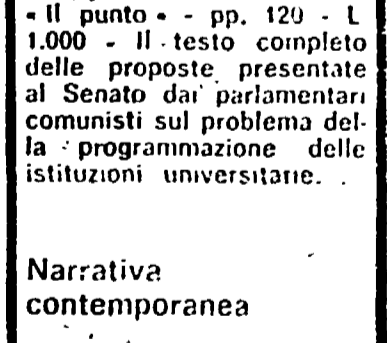 « Il punto » - pp. 120 - L.
1.000 - Il testo completo
delle proposte presentate
al Senato dai parlamentari
comunisti sul problema del-
la programmazione delle
istituzioni universitarie.
Narrativa
contemporanea